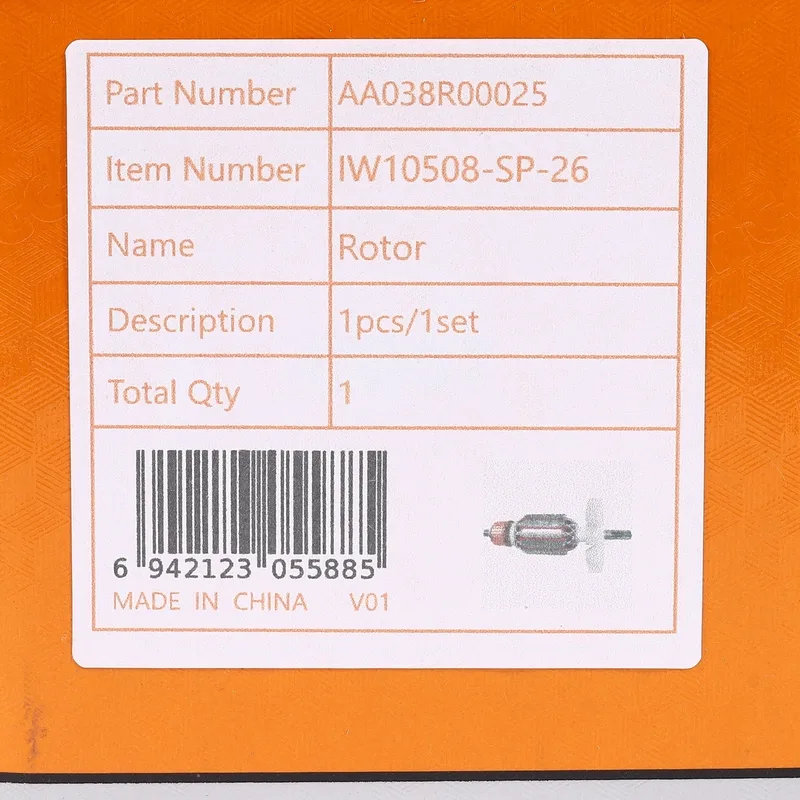 Part Number AA038R00025
Item Number IW10508-SP-26
Name Rotor
Description 1pcs/1set
Total Qty 1
6 942123 055885
MADE IN CHINA V01